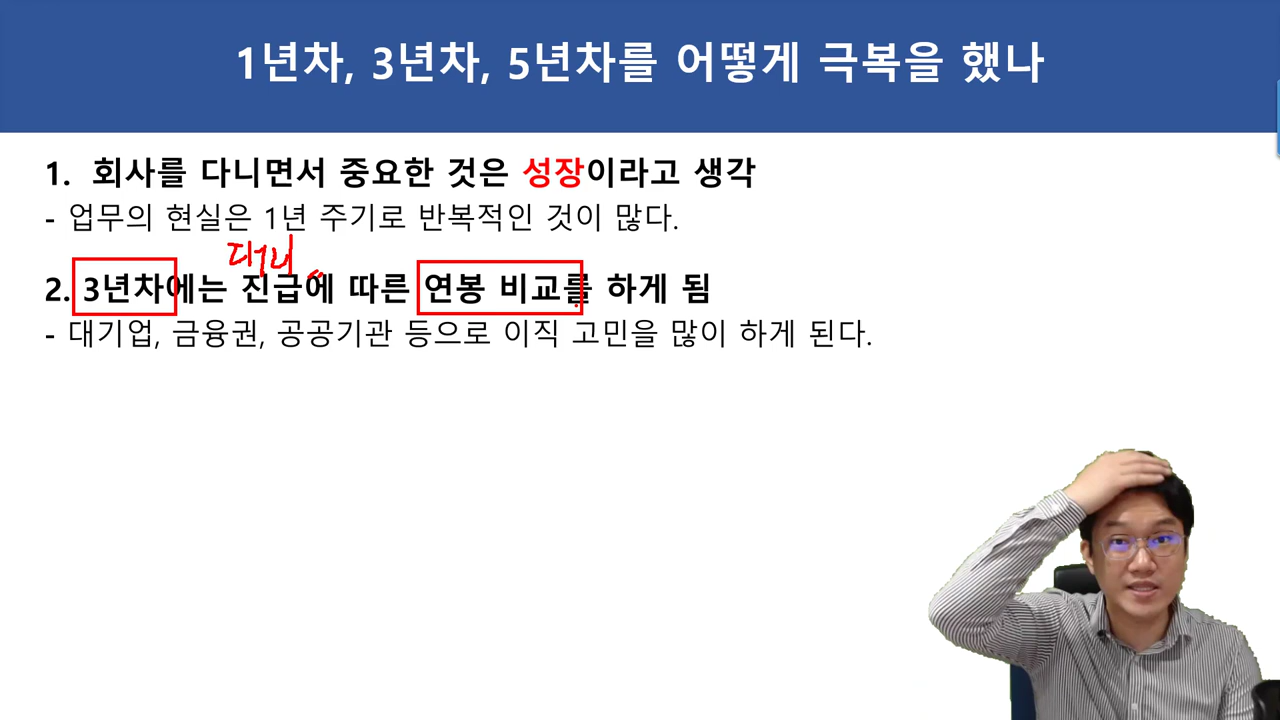 1년차, 3년차, 5년차를 어떻게 극복을 했나
1. 회사를 다니면서 중요한 것은 성장이라고 생각
- 업무의 현실은 1년 주기로 반복적인 것이 많다.
대리
2. 3년차에는 진급에 따른 연봉 비교를 하게 됨
- 대기업, 금융권, 공공기관 등으로 이직 고민을 많이 하게 된다.